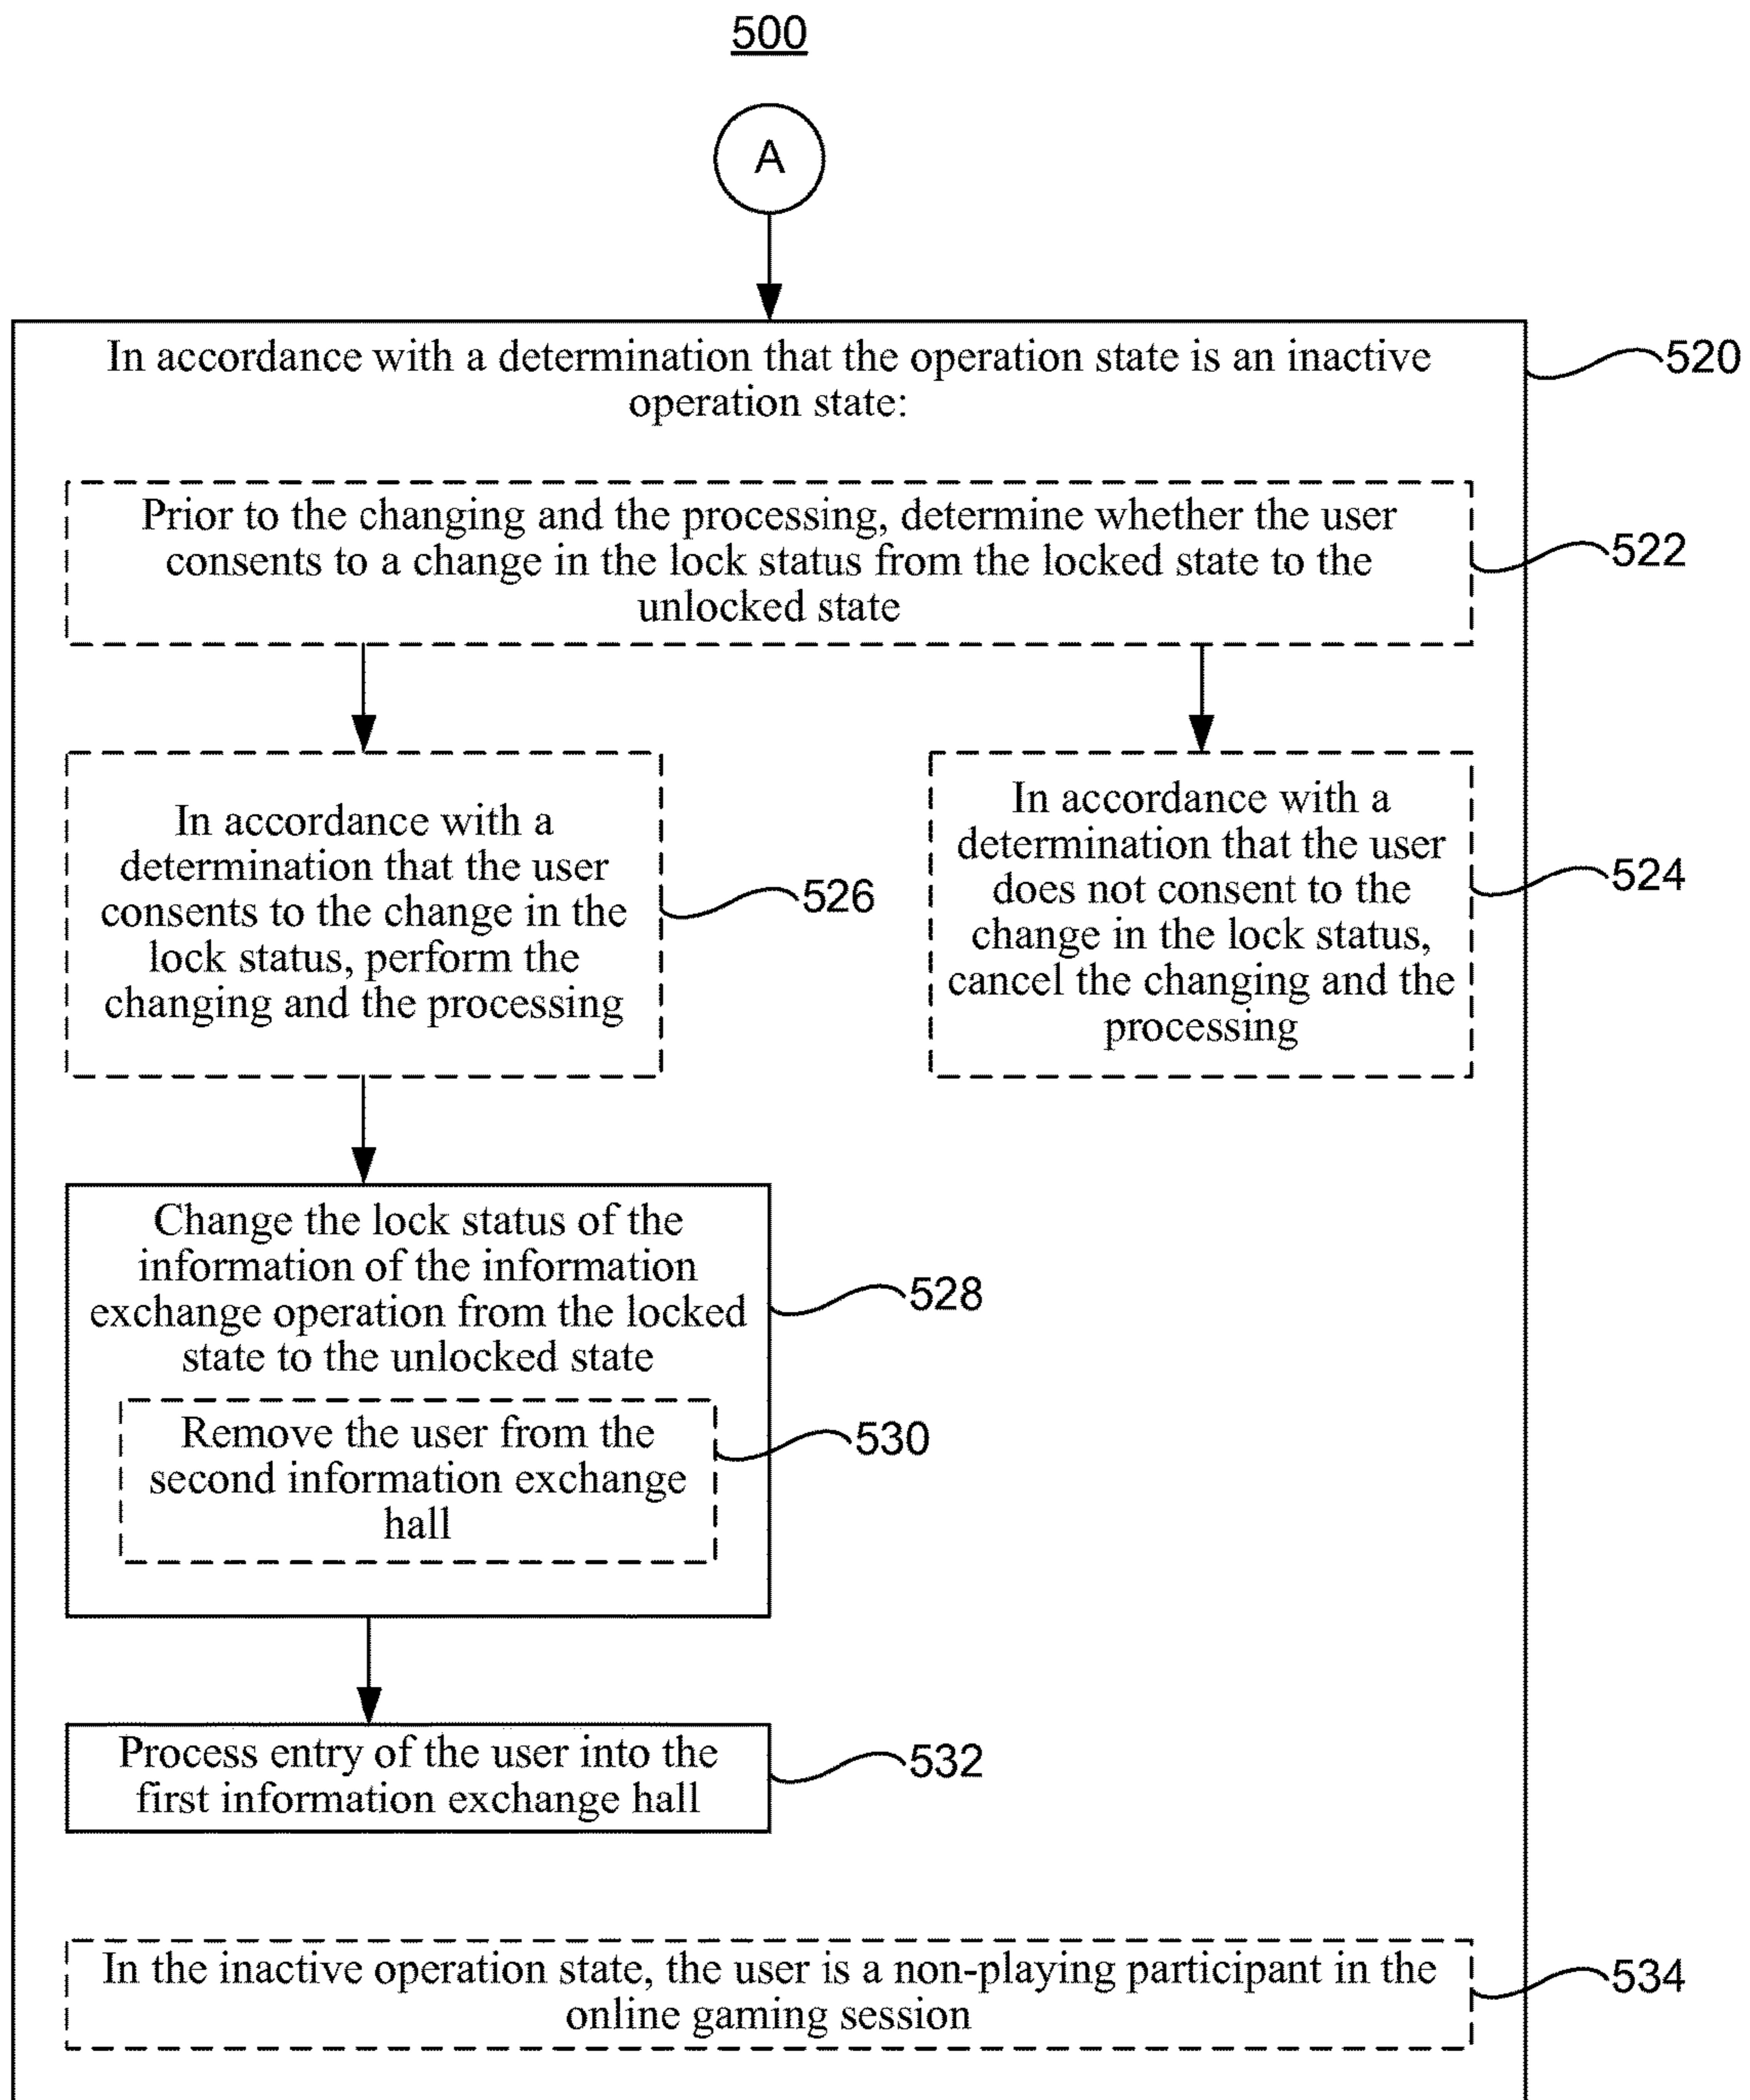 500
A
In accordance with a determination that the operation state is an inactive
operation state:
520
Prior to the changing and the processing, determine whether the user
consents to a change in the lock status from the locked state to the
unlocked state
522
In accordance with a
determination that the user
consents to the change in the
lock status, perform the
changing and the processing
526
In accordance with a
determination that the user
does not consent to the
change in the lock status,
cancel the changing and the
processing
524
Change the lock status of the
information of the information
exchange operation from the locked
state to the unlocked state
528
Remove the user from the
second information exchange
hall
530
Process entry of the user into the
first information exchange hall
532
In the inactive operation state, the user is a non-playing participant in the
online gaming session
534